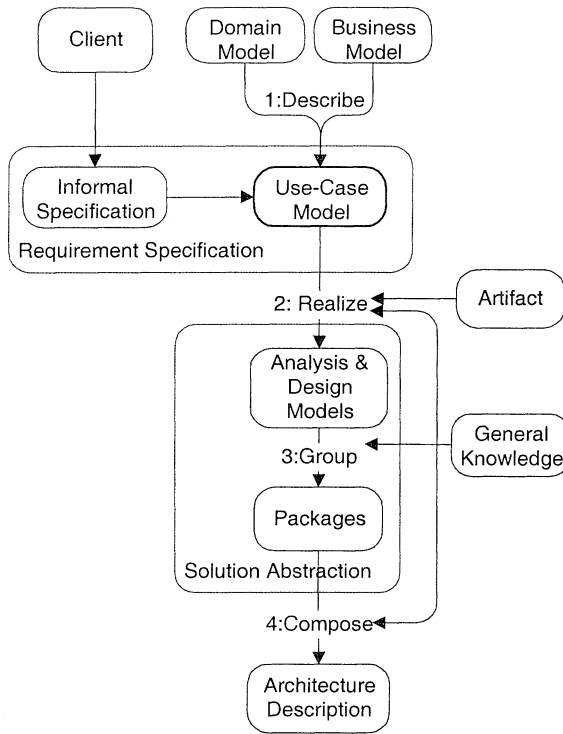 Client
Domain
Model
Business
Model
1:Describe
Informal
Specification
Use-Case
Model
Requirement Specification
2: Realize
Artifact
Analysis &
Design
Models
3:Group
General
Knowledge
Packages
Solution Abstraction
4:Compose
Architecture
Description